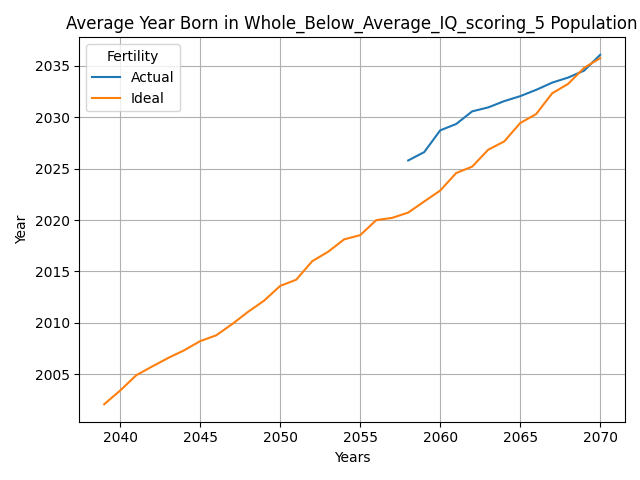 Average Year Born in Whole_Below_Average_IQ_scoring_5 Population
Fertility
Actual
Ideal
2035
2030
2025
2020
2015
2010
2005
Year
2040 2045 2050 2055 2060 2065 2070
Years